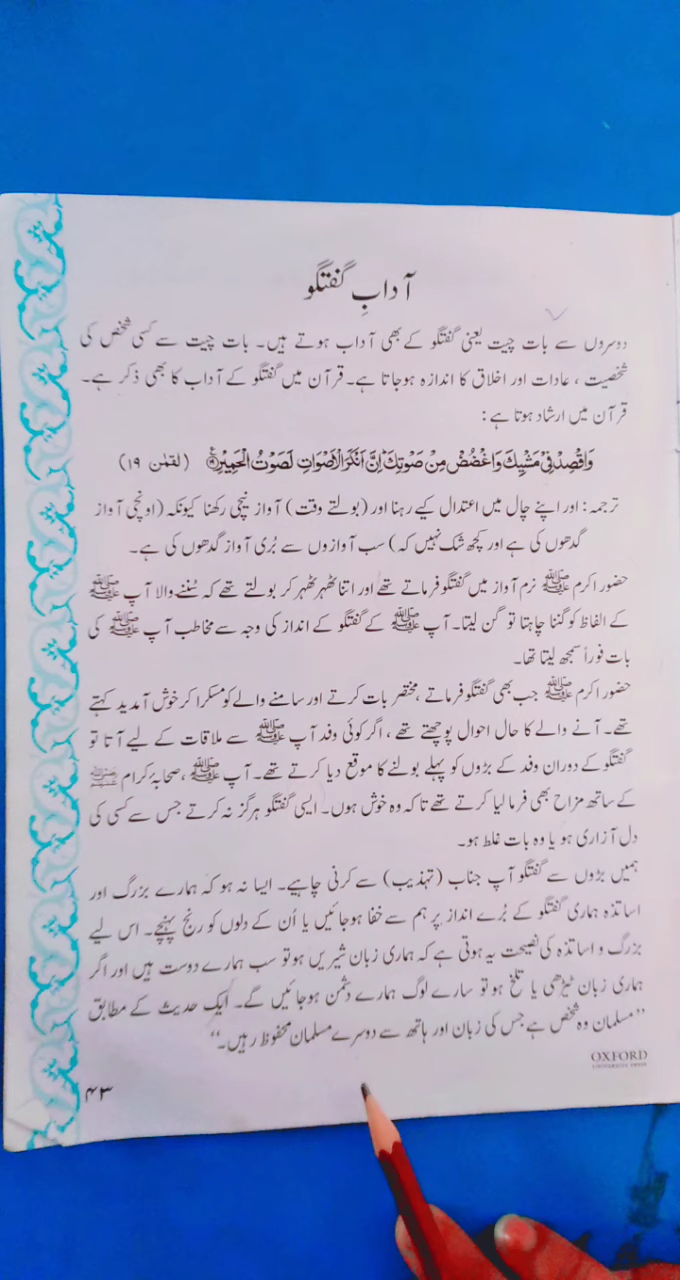 آدابِ گفتگو
دوسروں سے بات چیت یعنی گفتگو کے بھی آداب ہوتے ہیں۔ بات چیت سے کسی شخص کی
شخصیت ، عادات اور اخلاق کا اندازہ ہوجاتا ہے۔ قرآن میں گفتگو کے آداب کا بھی ذکر ہے۔
قرآن میں ارشاد ہوتا ہے:
وَاقْصِدْ فِیْ مَشْیِكَ وَاغْضُضْ مِنْ صَوْتِكَ ؕ اِنَّ اَنْكَرَ الْاَصْوَاتِ لَصَوْتُ الْحَمِیْرِ ۝۱۹ (لقمٰن ۱۹)
ترجمہ: اور اپنے چال میں اعتدال کیے رہنا اور (بولتے وقت) آواز نیچی رکھنا کیونکہ (اونچی آواز
گدھوں کی ہے اور کچھ شک نہیں کہ) سب آوازوں سے بُری آواز گدھوں کی ہے۔
حضور اکرم ﷺ نرم آواز میں گفتگو فرماتے تھے اور اتنا ٹھہر ٹھہر کر بولتے تھے کہ سُننے والا آپ ﷺ
کے الفاظ کو گننا چاہتا تو گن لیتا۔ آپ ﷺ کے گفتگو کے انداز کی وجہ سے مخاطب آپ ﷺ کی
بات فوراً سمجھ لیتا تھا۔
حضور اکرم ﷺ جب بھی گفتگو فرماتے ، مختصر بات کرتے اور سامنے والے کو مسکرا کر خوش آمدید کہتے
تھے۔ آنے والے کا حال احوال پوچھتے تھے ، اگر کوئی وفد آپ ﷺ سے ملاقات کے لیے آتا تو
گفتگو کے دوران وفد کے بڑوں کو پہلے بولنے کا موقع دیا کرتے تھے۔ آپ ﷺ ، صحابۂ کرام
کے ساتھ مزاح بھی فرما لیا کرتے تھے تاکہ وہ خوش ہوں۔ ایسی گفتگو ہرگز نہ کرتے جس سے کسی کی
دل آزاری ہو یا وہ بات غلط ہو۔
ہمیں بڑوں سے گفتگو آپ جناب (تہذیب) سے کرنی چاہیے۔ ایسا نہ ہو کہ ہمارے بزرگ اور
اساتذہ ہماری گفتگو کے بُرے انداز پر ہم سے خفا ہوجائیں یا اُن کے دلوں کو رنج پہنچے۔ اس لیے
بزرگ و اساتذہ کی نصیحت یہ ہوتی ہے کہ ہماری زبان شیریں ہو تو سب ہمارے دوست ہیں اور اگر
ہماری زبان ٹیڑھی یا تلخ ہو تو سارے لوگ ہمارے دشمن ہوجائیں گے۔ ایک حدیث کے مطابق
”مسلمان وہ شخص ہے جس کی زبان اور ہاتھ سے دوسرے مسلمان محفوظ رہیں۔“
OXFORD
UNIVERSITY PRESS
۴۳